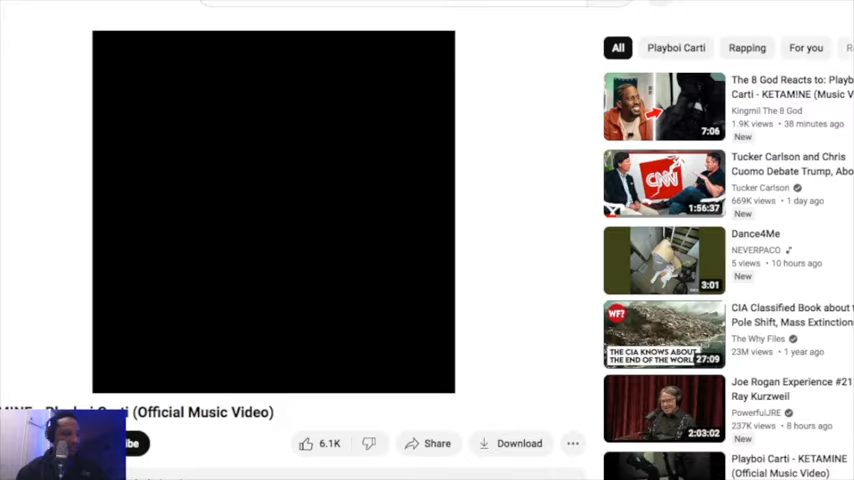 All
Playboi Carti
Rapping
For you
The 8 God Reacts to: Playb
Carti - KETAM!NE (Music V
Kingmil The 8 God
1.9K views • 38 minutes ago
New
7:06
Tucker Carlson and Chris
Cuomo Debate Trump, Abo
Tucker Carlson
669K views • 1 day ago
New
CNN
1:56:37
Dance4Me
NEVERPACO
5 views • 10 hours ago
New
3:01
CIA Classified Book about t
Pole Shift, Mass Extinctions
The Why Files
23M views • 1 year ago
WF?
THE CIA KNOWS ABOUT
THE END OF THE WORL
27:09
Joe Rogan Experience #21
Ray Kurzweil
PowerfulJRE
237K views • 8 hours ago
New
2:03:02
Playboi Carti - KETAMINE
(Official Music Video)
MINE - Playboi Carti (Official Music Video)
be
6.1K
Share
Download